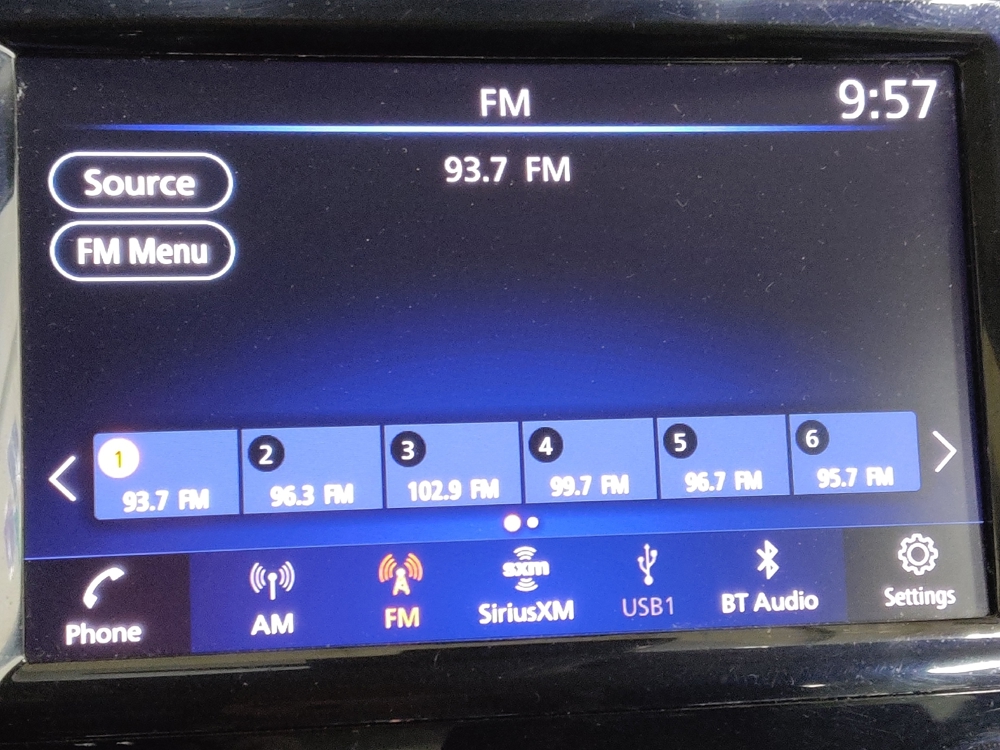 FM
9:57
Source
93.7 FM
FM Menu
1
93.7 FM
2
96.3 FM
3
102.9 FM
4
99.7 FM
5
96.7 FM
6
95.7 FM
Phone
AM
FM
sxm
SiriusXM
USB1
BT Audio
Settings